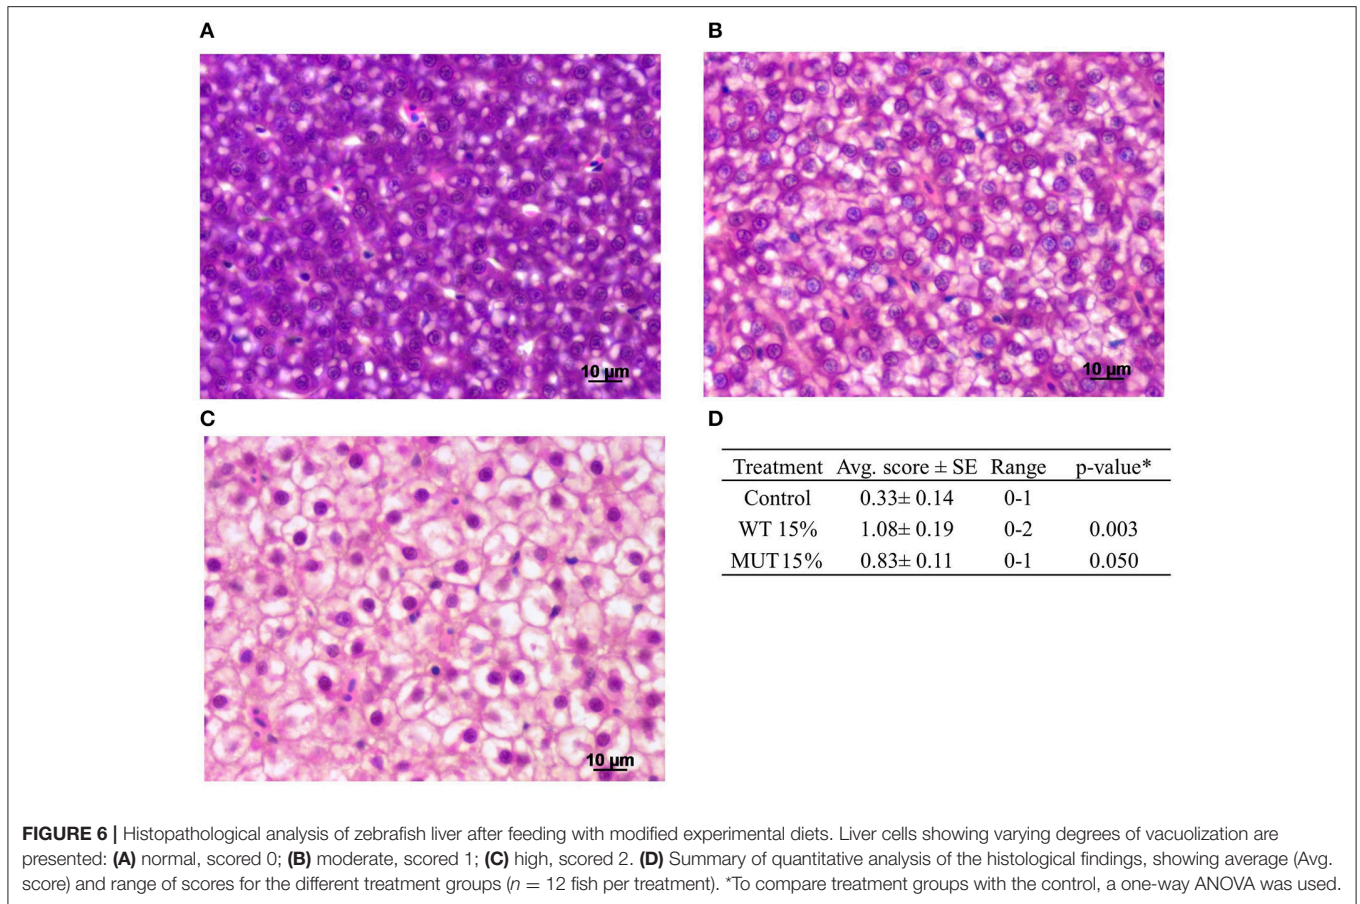 A
B
10 µm
10 µm
C
D
10 µm
Treatment Avg. score ± SE Range p-value*
Control 0.33± 0.14 0-1
WT 15% 1.08± 0.19 0-2 0.003
MUT 15% 0.83± 0.11 0-1 0.050
FIGURE 6 | Histopathological analysis of zebrafish liver after feeding with modified experimental diets. Liver cells showing varying degrees of vacuolization are
presented: (A) normal, scored 0; (B) moderate, scored 1; (C) high, scored 2. (D) Summary of quantitative analysis of the histological findings, showing average (Avg.
score) and range of scores for the different treatment groups (n = 12 fish per treatment). *To compare treatment groups with the control, a one-way ANOVA was used.